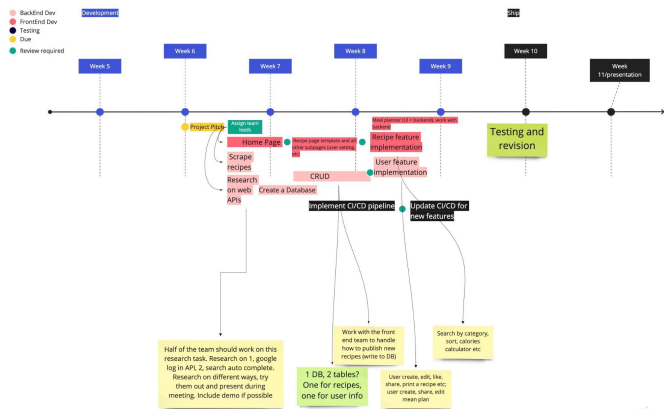 BackEnd Dev
FrontEnd Dev
Testing
Due
Review required
Development
Ship
Week 5
Week 6
Week 7
Week 8
Week 9
Week 10
Week
11/presentation
Project Pitch
Assign team
leads
Home Page
Scrape
recipes
Research
on web
APIs
Create a Database
Recipe page template and all
other subpages (user setting,
etc)
CRUD
Meal planner (UI + backend), work with
backend
Recipe feature
implementation
User feature
implementation
Implement CI/CD pipeline
Update CI/CD for
new features
Testing and
revision
Half of the team should work on this
research task. Research on 1, google
log in API, 2, search auto complete.
Research on different ways, try
them out and present during
meeting. Include demo if possible
1 DB, 2 tables?
One for recipes,
one for user info
Work with the front
end team to handle
how to publish new
recipes (write to DB)
User create, edit, like,
share, print a recipe etc;
user create, share, edit
mean plan
Search by category,
sort, calories
calculator etc